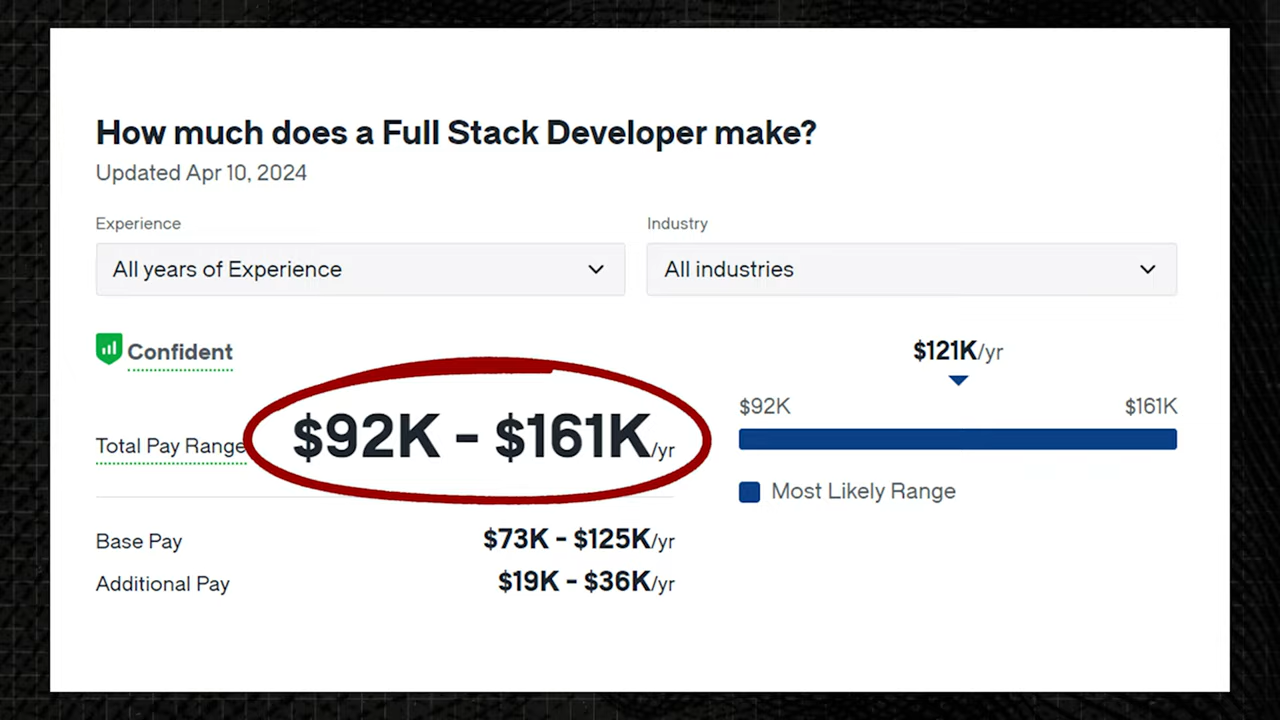 How much does a Full Stack Developer make?
Updated Apr 10, 2024
Experience
Industry
All years of Experience
All industries
Confident
Total Pay Range
$92K - $161K/yr
$121K/yr
$92K
$161K
Most Likely Range
Base Pay
$73K - $125K/yr
Additional Pay
$19K - $36K/yr